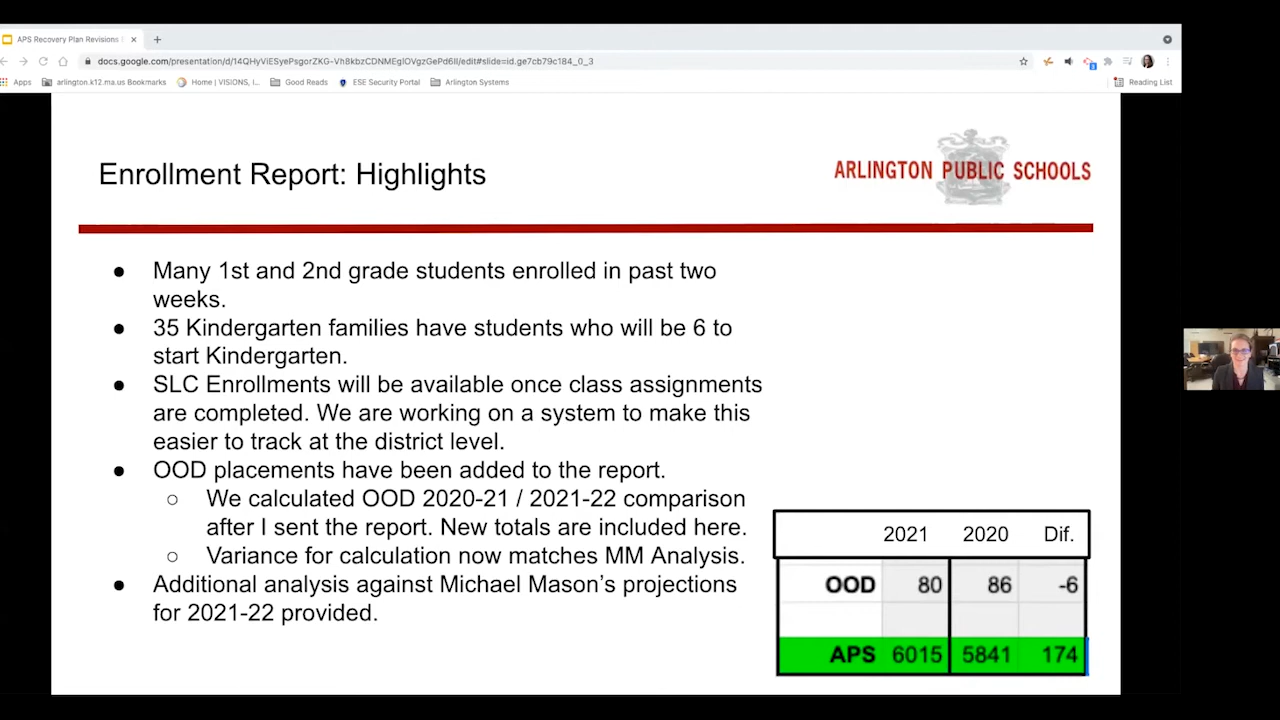 APS Recovery Plan Revisions
docs.google.com/presentation/d/14QHyViESyePsgorZKG-Vh8kbzCDNMEglOVgzGePd6lI/edit#slide=id.ge7cb79c184_0_3
Apps arlington.k12.ma.us Bookmarks Home | VISIONS, I... Good Reads ESE Security Portal Arlington Systems Reading List
Enrollment Report: Highlights
ARLINGTON PUBLIC SCHOOLS
● Many 1st and 2nd grade students enrolled in past two
weeks.
● 35 Kindergarten families have students who will be 6 to
start Kindergarten.
● SLC Enrollments will be available once class assignments
are completed. We are working on a system to make this
easier to track at the district level.
● OOD placements have been added to the report.
○ We calculated OOD 2020-21 / 2021-22 comparison
after I sent the report. New totals are included here.
○ Variance for calculation now matches MM Analysis.
● Additional analysis against Michael Mason’s projections
for 2021-22 provided.
2021 2020 Dif.
OOD 80 86 -6
APS 6015 5841 174